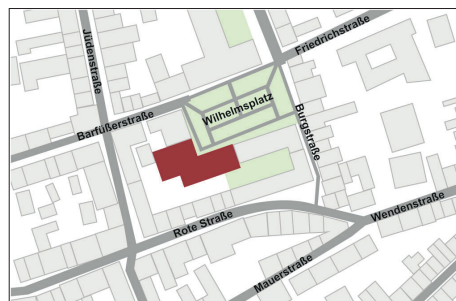 Jüdenstraße
Friedrichstraße
Barfüßerstraße
Wilhelmsplatz
Burgstraße
Rote Straße
Wendenstraße
Mauerstraße